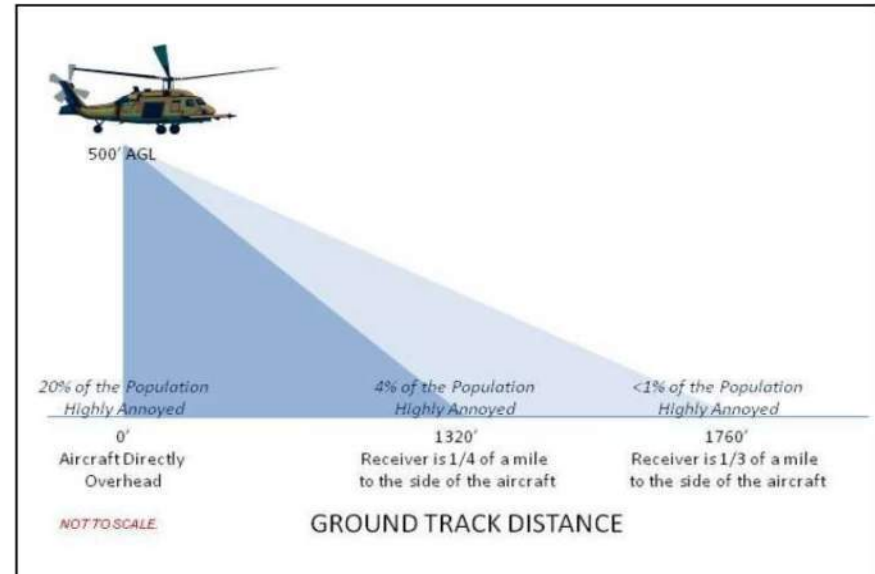 500' AGL
20% of the Population
Highly Annoyed
4% of the Population
Highly Annoyed
<1% of the Population
Highly Annoyed
0'
Aircraft Directly
Overhead
1320'
Receiver is 1/4 of a mile
to the side of the aircraft
1760'
Receiver is 1/3 of a mile
to the side of the aircraft
NOT TO SCALE.
GROUND TRACK DISTANCE